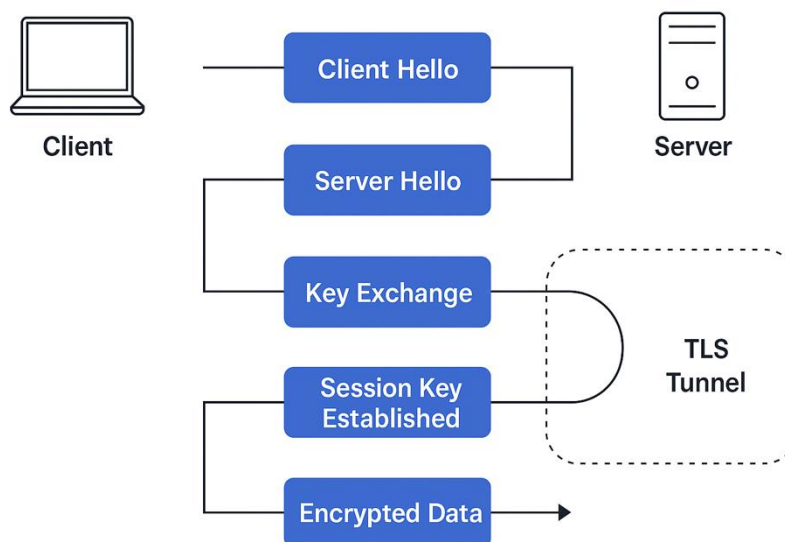 Client Hello
Client
Server
Server Hello
Key Exchange
TLS
Tunnel
Session Key
Established
Encrypted Data